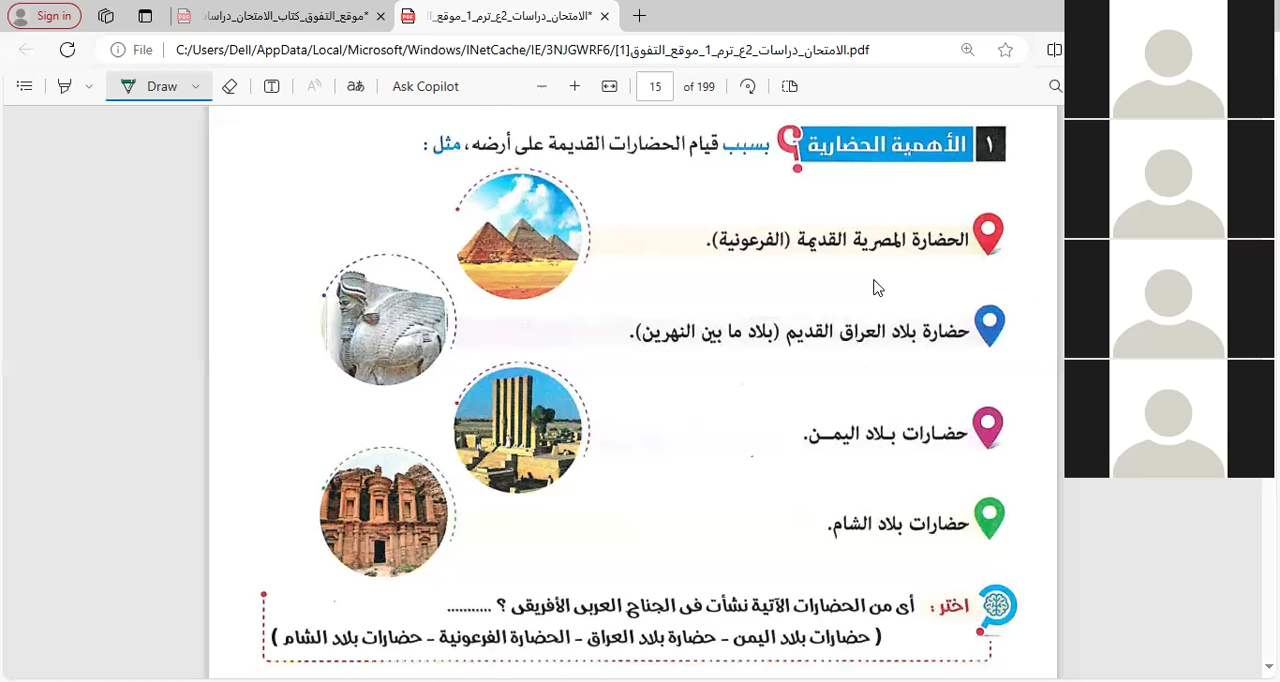 Sign in
موقع_التفوق_كتاب_الامتحان_دراسات*
الامتحان_دراسات_2ع_ترم_1_موقع_ال*
File
C:/Users/Dell/AppData/Local/Microsoft/Windows/INetCache/IE/3NJGWRF6/الامتحان_دراسات_2ع_ترم_1_موقع_التفوق[1].pdf
Draw
Ask Copilot
15
of 199
١
الأهمية الحضارية
بسبب قيام الحضارات القديمة على أرضه، مثل :
الحضارة المصرية القديمة (الفرعونية).
حضارة بلاد العراق القديم (بلاد ما بين النهرين).
حضارات بلاد اليمن.
حضارات بلاد الشام.
اختر : أى من الحضارات الآتية نشأت فى الجناح العربى الأفريقى ؟ ...........
( حضارات بلاد اليمن - حضارة بلاد العراق - الحضارة الفرعونية - حضارات بلاد الشام )